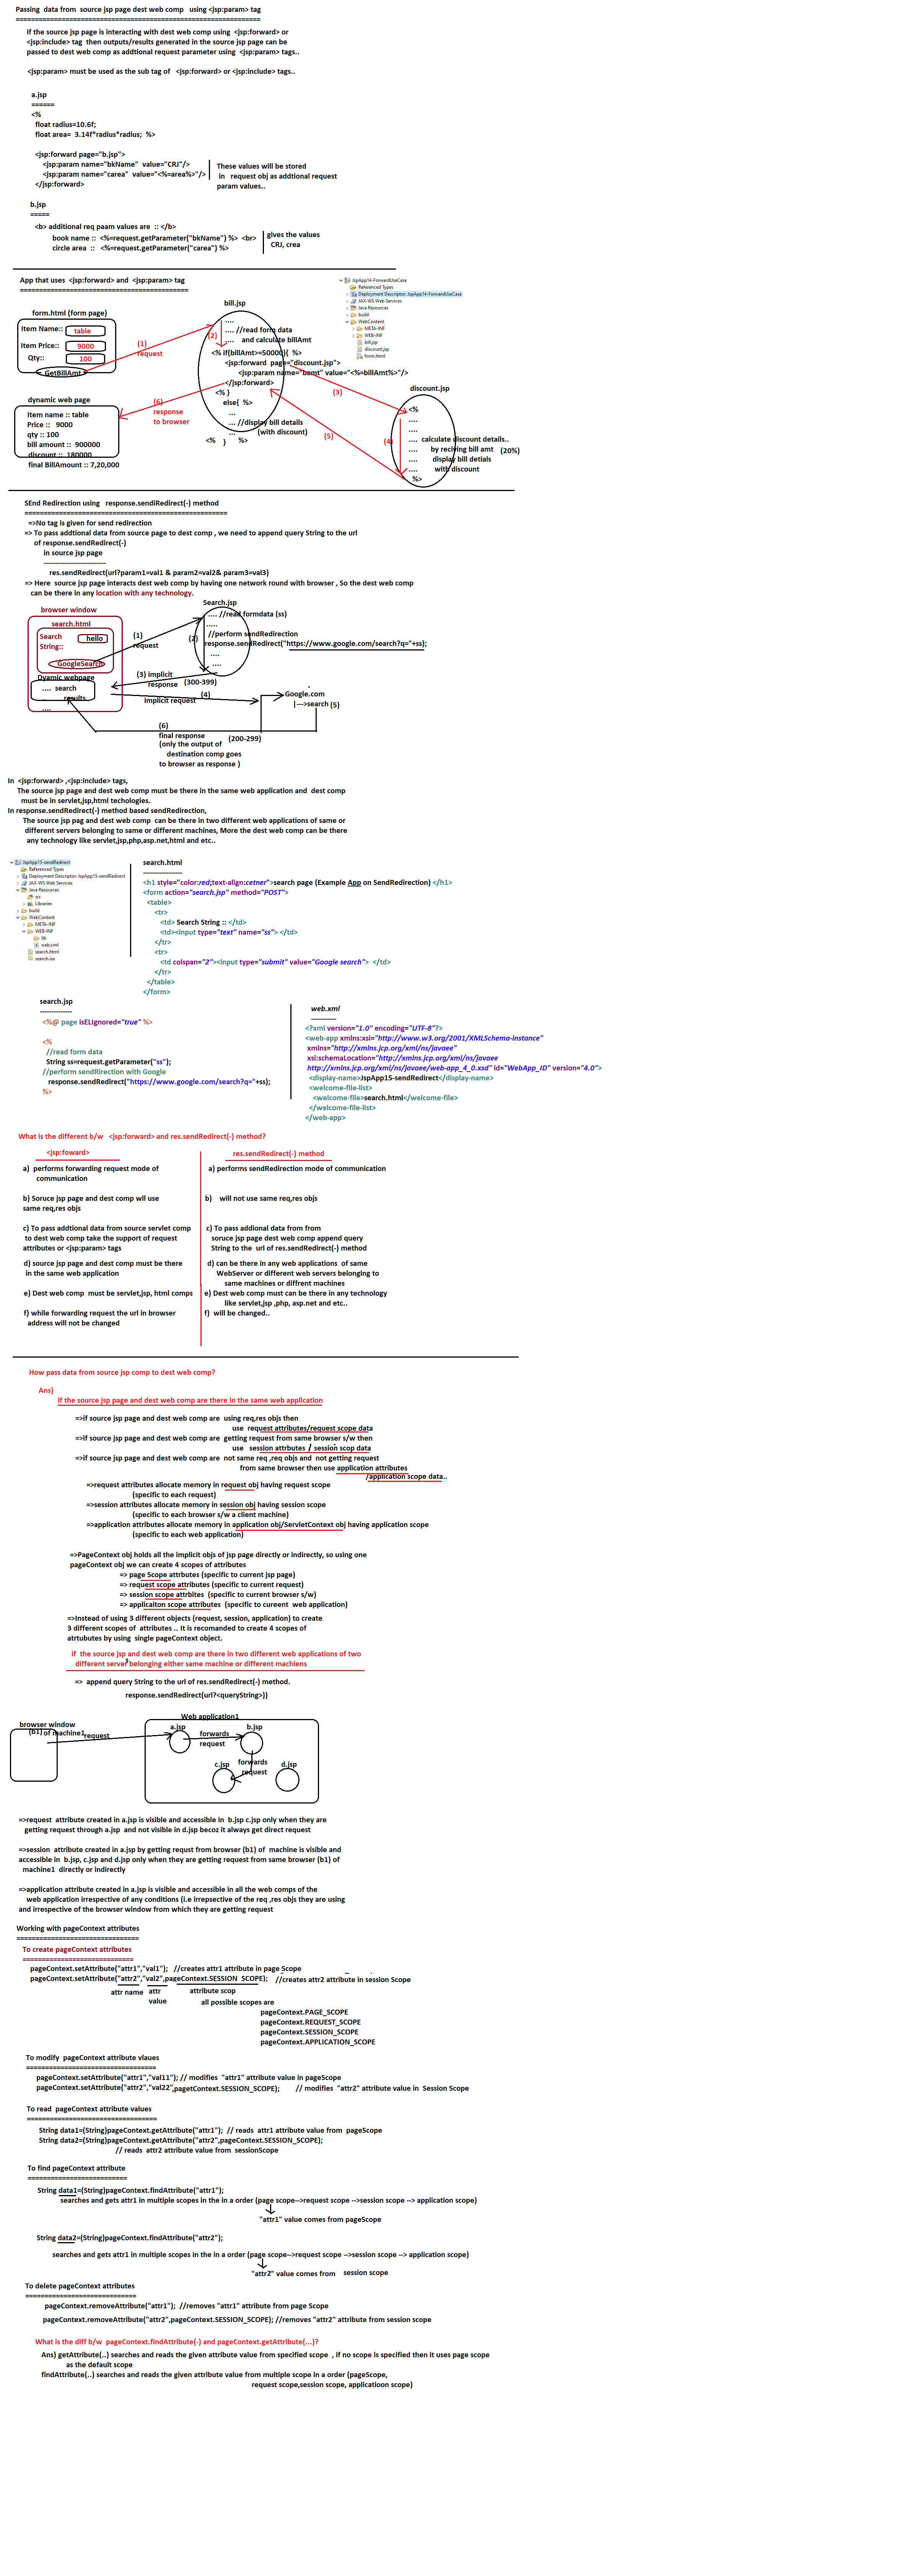 Passing data from source jsp page dest web comp using <jsp:param> tag
==================================================================
if the source jsp page is interacting with dest web comp using <jsp:forward> or
<jsp:include> tag then outputs/results generated in the source jsp page can be
passed to dest web comp as addtional request parameter using <jsp:param> tags..
<jsp:param> must be used as the sub tag of <jsp:forward> or <jsp:include> tags..
a.jsp
======
<%
float radius=10.6f;
float area= 3.14f*radius*radius; %>
<jsp:forward page="b.jsp">
<jsp:param name="bkName" value="CRJ"/>
<jsp:param name="carea" value="<%=area%>"/>
</jsp:forward>
These values will be stored
in request obj as addtional request
param values..
b.jsp
=====
<b> additional req paam values are :: </b>
book name :: <%=request.getParameter("bkName") %> <br>
circle area :: <%=request.getParameter("carea") %>
gives the values
CRJ, crea
App that uses <jsp:forward> and <jsp:param> tag
============================================
JspApp14-ForwardUseCase
Referenced Types
Deployment Descriptor: JspApp14-ForwardUseCase
JAX-WS Web Services
Java Resources
build
WebContent
META-INF
WEB-INF
bill.jsp
discount.jsp
form.html
form.html (form page)
Item Name:: table
Item Price:: 9000
Qty:: 100
GetBillAmt
(1)
request
bill.jsp
(2)
....
.... //read form data
.... and calculate billAmt
<% if(billAmt>=50000){ %>
<jsp:forward page="discount.jsp">
<jsp:param name="bamt" value="<%=billAmt%>"/>
</jsp:forward>
<% }
else{ %>
...
... //display bill details
... (with discount)
<% } %>
(3)
discount.jsp
<%
....
....
....
(4)
.... calculate discount details..
.... by reciving bill amt (20%)
.... display bill detials
.... with discount
%>
(5)
(6)
response
to browser
dynamic web page
Item name :: table
Price :: 9000
qty :: 100
bill amount :: 900000
discount :: 180000
final BillAmount :: 7,20,000
SEnd Redirection using response.sendiRedirect(-) method
=====================================================
=>No tag is given for send redirection
=> To pass addtional data from source page to dest comp , we need to append query String to the url
of response.sendRedirect(-)
in source jsp page
--------------------------
res.sendRedirect(url?param1=val1 & param2=val2& param3=val3)
=> Here source jsp page interacts dest web comp by having one network round with browser , So the dest web comp
can be there in any location with any technology.
browser window
search.html
Search
String::
hello
GoogleSearch
Dyamic webpage
.... search
results
....
(1)
request
Search.jsp
(2)
.... //read formdata (ss)
.....
//perform sendRedirection
response.sendRedirect("https://www.google.com/search?q="+ss);
....
....
(3) implicit
response (300-399)
(4)
implicit request
Google.com
|--->search (5)
(6)
final response
(200-299)
(only the output of
destination comp goes
to browser as response )
In <jsp:forward> ,<jsp:include> tags,
The source jsp page and dest web comp must be there in the same web application and dest comp
must be in servlet,jsp,html techologies.
In response.sendRedirect(-) method based sendRedirection,
The source jsp pag and dest web comp can be there in two different web applications of same or
different servers belonging to same or different machines, More the dest web comp can be there
any technology like servlet,jsp,php,asp.net,html and etc..
JspApp15-sendRedirect
Referenced Types
Deployment Descriptor: JspApp15-sendRedirect
JAX-WS Web Services
Java Resources
src
Libraries
build
WebContent
META-INF
WEB-INF
lib
web.xml
search.html
search.jsp
search.html
----------------
<h1 style="color:red;text-align:cetner">search page (Example App on SendRedirection) </h1>
<form action="search.jsp" method="POST">
<table>
<tr>
<td> Search String :: </td>
<td><input type="text" name="ss"> </td>
</tr>
<tr>
<td colspan="2"><input type="submit" value="Google search"> </td>
</tr>
</table>
</form>
search.jsp
-------------
<%@ page isELIgnored="true" %>
<%
//read form data
String ss=request.getParameter("ss");
//perform sendRirection with Google
response.sendRedirect("https://www.google.com/search?q="+ss);
%>
web.xml
-----------
<?xml version="1.0" encoding="UTF-8"?>
<web-app xmlns:xsi="http://www.w3.org/2001/XMLSchema-instance"
xmlns="http://xmlns.jcp.org/xml/ns/javaee"
xsi:schemaLocation="http://xmlns.jcp.org/xml/ns/javaee
http://xmlns.jcp.org/xml/ns/javaee/web-app_4_0.xsd" id="WebApp_ID" version="4.0">
<display-name>JspApp15-sendRedirect</display-name>
<welcome-file-list>
<welcome-file>search.html</welcome-file>
</welcome-file-list>
</web-app>
What is the different b/w <jsp:forward> and res.sendRedirect(-) method?
<jsp:foward>
a) performs forwarding request mode of
communication
b) Soruce jsp page and dest comp wll use
same req,res objs
c) To pass addtional data from source servlet comp
to dest web comp take the support of request
attributes or <jsp:param> tags
d) source jsp page and dest comp must be there
in the same web application
e) Dest web comp must be servlet,jsp, html comps
f) while forwarding request the url in browser
address will not be changed
res.sendRedirect(-) method
a) performs sendRedirection mode of communication
b) will not use same req,res objs
c) To pass addional data from from
soruce jsp page dest web comp append query
String to the url of res.sendRedirect(-) method
d) can be there in any web applications of same
WebServer or different web servers belonging to
same machines or diffrent machines
e) Dest web comp must can be there in any technology
like servlet,jsp ,php, asp.net and etc..
f) will be changed..
How pass data from source jsp comp to dest web comp?
Ans)
if the source jsp page and dest web comp are there in the same web application
=>if source jsp page and dest web comp are using req,res objs then
use request attributes/request scope data
=>if source jsp page and dest web comp are getting request from same browser s/w then
use session attrbutes / session scop data
=>if source jsp page and dest web comp are not same req ,req objs and not getting request
from same browser then use application attributes
/application scope data..
=>request attributes allocate memory in request obj having request scope
(specific to each request)
=>session attributes allocate memory in session obj having session scope
(specific to each browser s/w a client machine)
=>application attributes allocate memory in application obj/ServletContext obj having application scope
(specific to each web application)
=>PageContext obj holds all the implicit objs of jsp page directly or indirectly, so using one
pageContext obj we can create 4 scopes of attributes
=> page Scope attributes (specific to current jsp page)
=> request scope attributes (specific to current request)
=> session scope attrbites (specific to current browser s/w)
=> applicaiton scope attributes (specific to cureent web application)
=>Instead of using 3 different objects (request, session, application) to create
3 different scopes of attributes .. It is recomanded to create 4 scopes of
atrtubutes by using single pageContext object.
if the source jsp and dest web comp are there in two different web applications of two
different servers belonging either same machine or different machiens
=> append query String to the url of res.sendRedirect(-) method.
response.sendRedirect(url?<queryString>))
browser window
(b1) of machine1
request
Web application1
a.jsp
forwards
request
b.jsp
c.jsp
forwards
request
d.jsp
=>request attribute created in a.jsp is visible and accessible in b.jsp c.jsp only when they are
getting request through a.jsp and not visible in d.jsp becoz it always get direct request
=>session attribute created in a.jsp by getting requst from browser (b1) of machine is visible and
accessible in b.jsp, c.jsp and d.jsp only when they are getting request from same browser (b1) of
machine1 directly or indirectly
=>application attribute created in a.jsp is visible and accessible in all the web comps of the
web application irrespective of any conditions (i.e irrepsective of the req ,res objs they are using
and irrespective of the browser window from which they are getting request
Working with pageContext attributes
================================
To create pageContext attributes
=============================
pageContext.setAttribute("attr1","val1"); //creates attr1 attribute in page Scope
pageContext.setAttribute("attr2","val2",pageContext.SESSION_SCOPE); //creates attr2 attribute in session Scope
attr name
attr
value
attribute scop
all possible scopes are
pageContext.PAGE_SCOPE
pageContext.REQUEST_SCOPE
pageContext.SESSION_SCOPE
pageContext.APPLICATION_SCOPE
To modify pageContext attribute vlaues
==================================
pageContext.setAttribute("attr1","val11"); // modifies "attr1" attribute value in pageScope
pageContext.setAttribute("attr2","val22",pagetContext.SESSION_SCOPE); // modifies "attr2" attribute value in Session Scope
To read pageContext attribute values
==================================
String data1=(String)pageContext.getAttribute("attr1"); // reads attr1 attribute value from pageScope
String data2=(String)pageContext.getAttribute("attr2",pageContext.SESSION_SCOPE);
// reads attr2 attribute value from sessionScope
To find pageContext attribute
==========================
String data1=(String)pageContext.findAttribute("attr1");
searches and gets attr1 in multiple scopes in the in a order (page scope-->request scope -->session scope --> application scope)
"attr1" value comes from pageScope
String data2=(String)pageContext.findAttribute("attr2");
searches and gets attr1 in multiple scopes in the in a order (page scope-->request scope -->session scope --> application scope)
"attr2" value comes from session scope
To delete pageContext attributes
=============================
pageContext.removeAttribute("attr1"); //removes "attr1" attribute from page Scope
pageContext.removeAttribute("attr2",pageContext.SESSION_SCOPE); //removes "attr2" attribute from session scope
What is the diff b/w pageContext.findAttribute(-) and pageContext.getAttribute(...)?
Ans) getAttribute(..) searches and reads the given attribute value from specified scope , if no scope is specified then it uses page scope
as the default scope
findAttribute(..) searches and reads the given attribute value from multiple scope in a order (pageScope,
request scope,session scope, applicatioon scope)